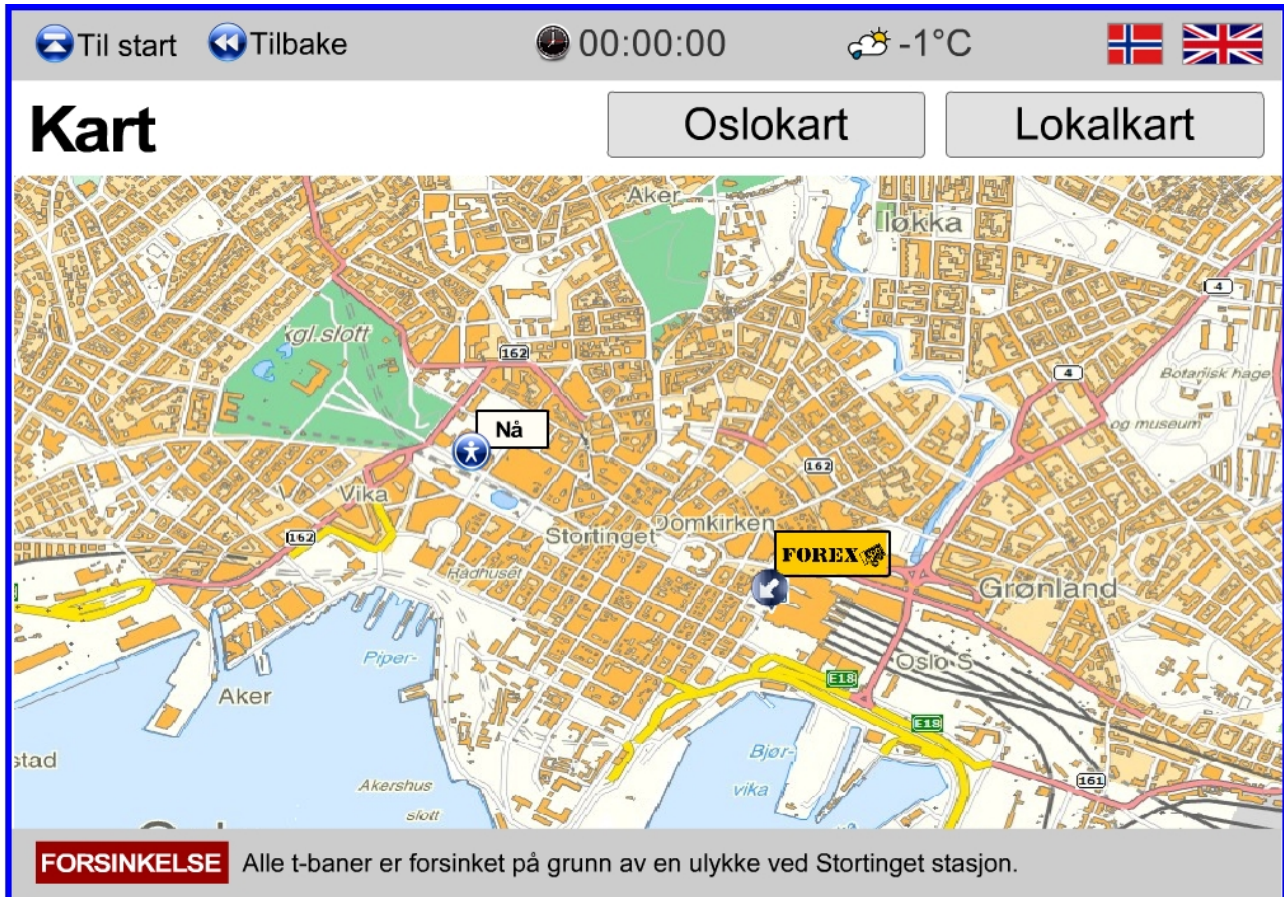 Til start Tilbake 00:00:00 -1°C
Kart Oslokart Lokalkart
Aker
løkka
4
kgl.slott
162
4
Botanisk hage
Nå
og museum
162
Vika
Domkirken
162
Stortinget
FOREX
Rådhuset
Grønland
Piper-
Oslo S
E18
Aker
E18
Bjør-
stad
161
Akershus
vika
slott
FORSINKELSE Alle t-baner er forsinket på grunn av en ulykke ved Stortinget stasjon.